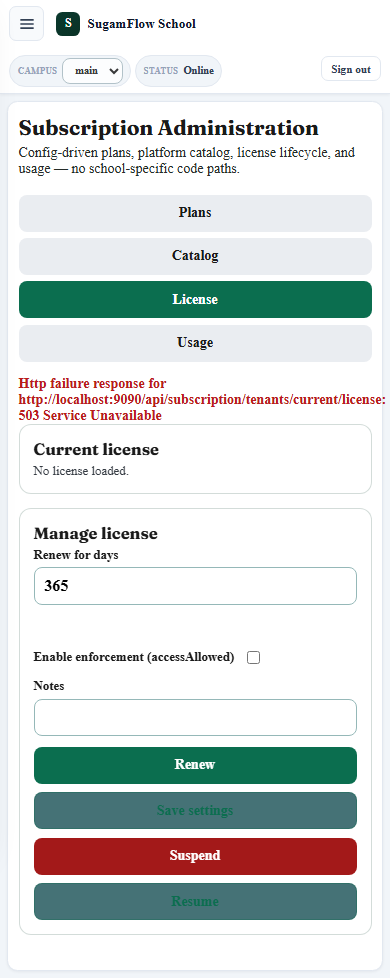 S SugamFlow School
CAMPUS main STATUS Online Sign out
Subscription Administration
Config-driven plans, platform catalog, license lifecycle, and
usage — no school-specific code paths.
Plans
Catalog
License
Usage
Http failure response for
http://localhost:9090/api/subscription/tenants/current/license:
503 Service Unavailable
Current license
No license loaded.
Manage license
Renew for days
365
Enable enforcement (accessAllowed)
Notes
Renew
Save settings
Suspend
Resume